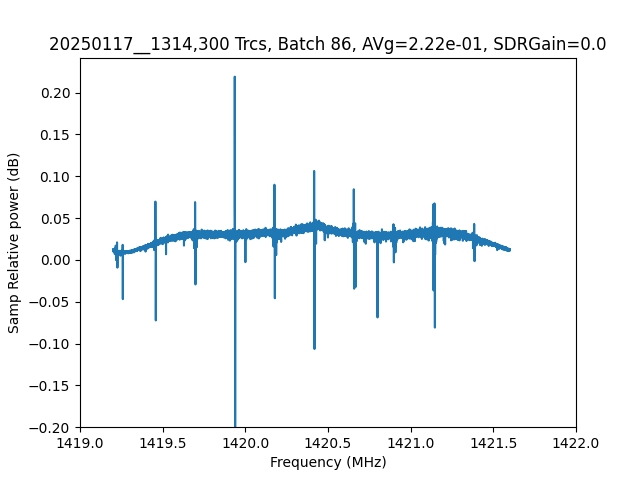 20250117__1314,300 Trcs, Batch 86, AVg=2.22e-01, SDRGain=0.0
Samp Relative power (dB)
0.20
0.15
0.10
0.05
0.00
−0.05
−0.10
−0.15
−0.20
1419.0 1419.5 1420.0 1420.5 1421.0 1421.5 1422.0
Frequency (MHz)